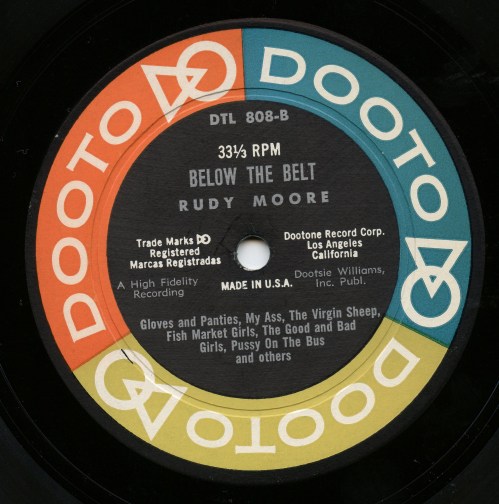 DOOTO
DOOTO
DOOTO
DTL 808-B
33⅓ RPM
BELOW THE BELT
RUDY MOORE
Trade Marks DO
Registered
Marcas Registradas
Dootone Record Corp.
Los Angeles
California
A High Fidelity
Recording
MADE IN U.S.A.
Dootsie Williams,
Inc. Publ.
Gloves and Panties, My Ass, The Virgin Sheep,
Fish Market Girls, The Good and Bad
Girls, Pussy On The Bus
and others